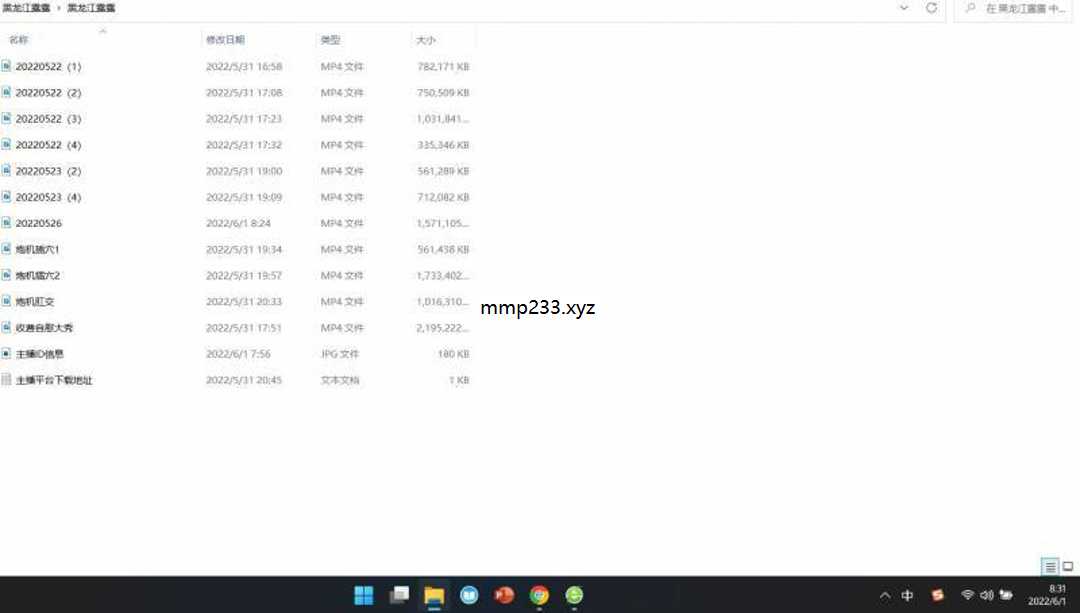 黑龙江露露 › 黑龙江露露
在 黑龙江露露 中...
名称 修改日期 类型 大小
20220522 (1) 2022/5/31 16:58 MP4 文件 782,171 KB
20220522 (2) 2022/5/31 17:08 MP4 文件 750,509 KB
20220522 (3) 2022/5/31 17:23 MP4 文件 1,031,841...
20220522 (4) 2022/5/31 17:32 MP4 文件 335,346 KB
20220523 (2) 2022/5/31 19:00 MP4 文件 561,289 KB
20220523 (4) 2022/5/31 19:09 MP4 文件 712,082 KB
20220526 2022/6/1 8:24 MP4 文件 1,571,105...
炮机插穴1 2022/5/31 19:34 MP4 文件 561,438 KB
炮机插穴2 2022/5/31 19:57 MP4 文件 1,733,402...
炮机肛交 2022/5/31 20:33 MP4 文件 1,016,310...
mmp233.xyz
收费自慰大秀 2022/5/31 17:51 MP4 文件 2,195,222...
主播ID信息 2022/6/1 7:56 JPG 文件 180 KB
主播平台下载地址 2022/5/31 20:45 文本文档 1 KB
中
8:31
2022/6/1